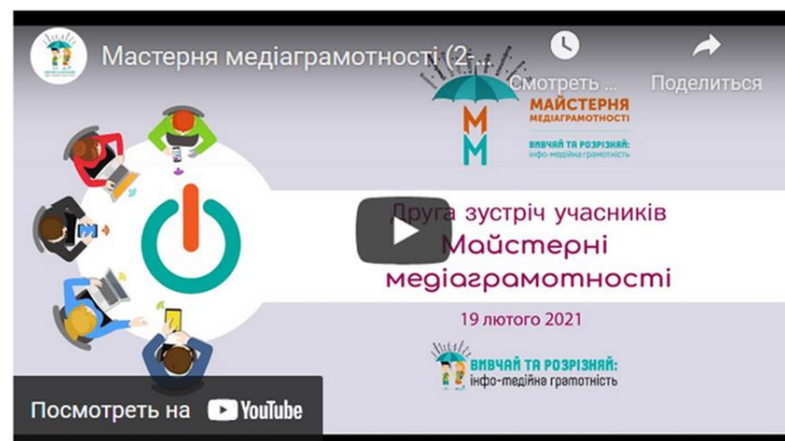 Мастерня медіаграмотності (2-...
Смотреть ...
Поделиться
МАЙСТЕРНЯ
МЕДІАГРАМОТНОСТІ
ВИВЧАЙ ТА РОЗРІЗНЯЙ:
інфо-медійна грамотність
ММ
Друга зустріч учасників
Майстерні
медіаграмотності
19 лютого 2021
ВИВЧАЙ ТА РОЗРІЗНЯЙ:
інфо-медійна грамотність
Посмотреть на YouTube